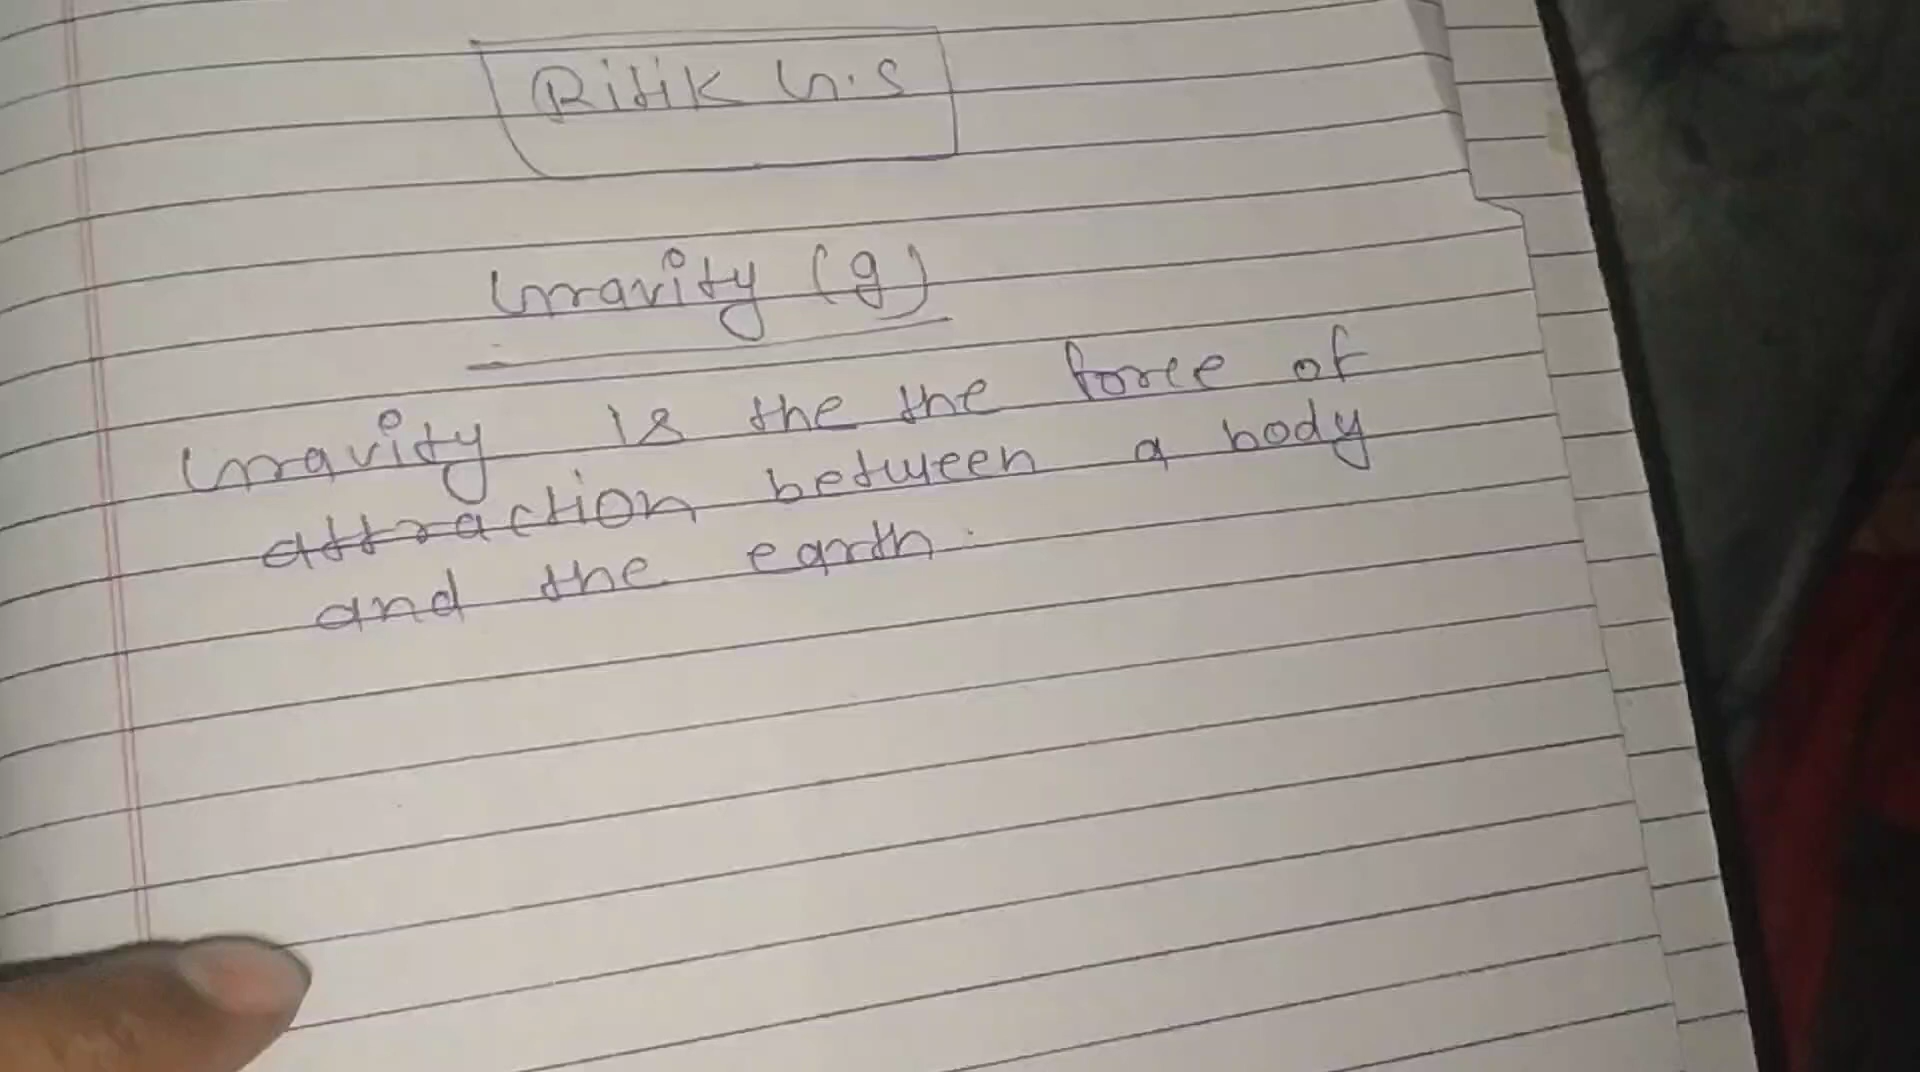 Ritik G.S
Gravity (g)
Gravity is the the force of
attraction between a body
and the earth.